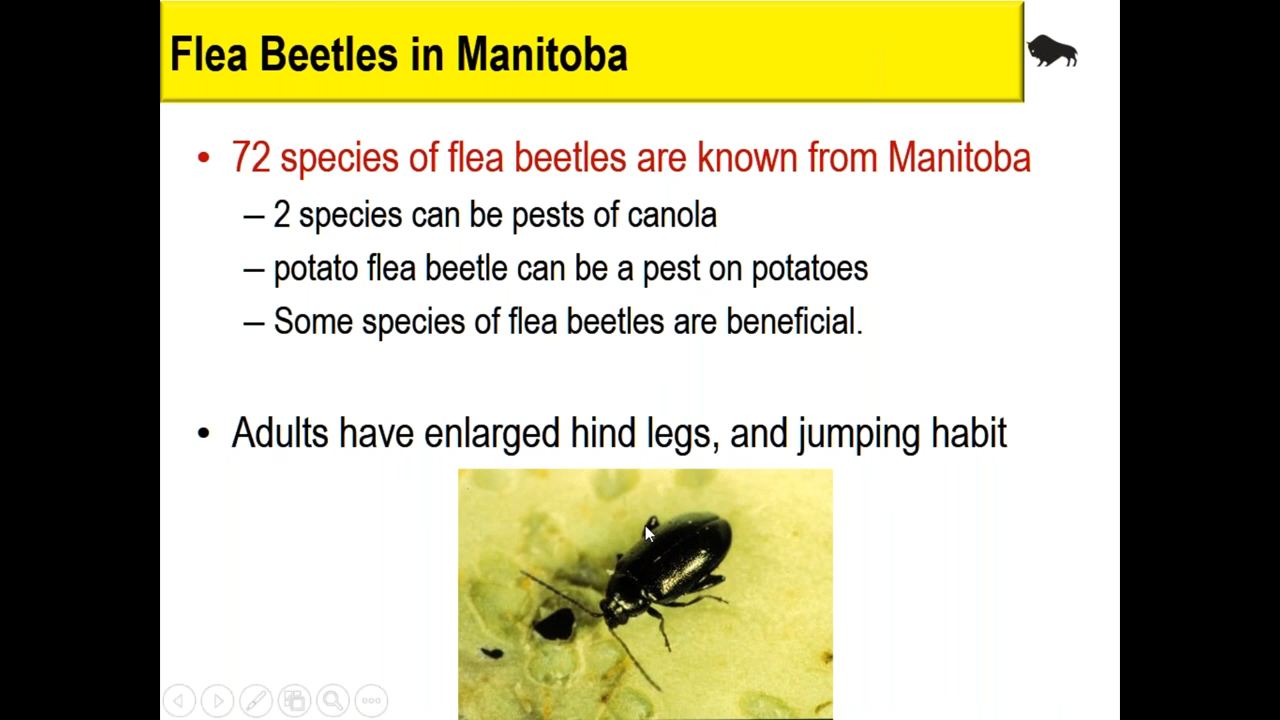 Flea Beetles in Manitoba
• 72 species of flea beetles are known from Manitoba
– 2 species can be pests of canola
– potato flea beetle can be a pest on potatoes
– Some species of flea beetles are beneficial.
• Adults have enlarged hind legs, and jumping habit